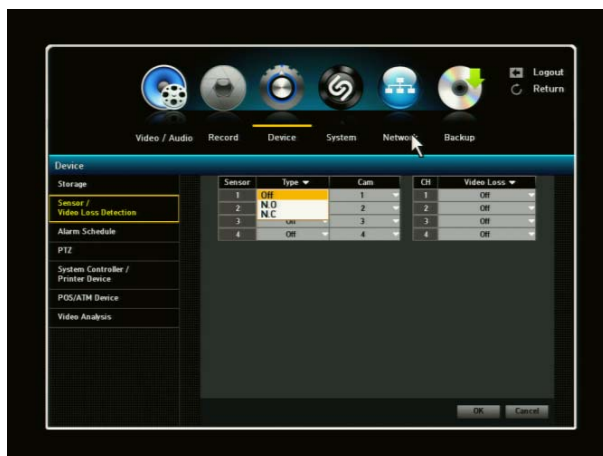 Logout
Return
Video / Audio Record Device System Network Backup
Device
Storage
Sensor /
Video Loss Detection
Alarm Schedule
PTZ
System Controller /
Printer Device
POS/ATM Device
Video Analysis
Sensor Type Cam CH Video Loss
1 Off 1 1 Off
2 N.O 2 2 Off
N.C
3 3 3 Off
4 Off 4 4 Off
OK Cancel